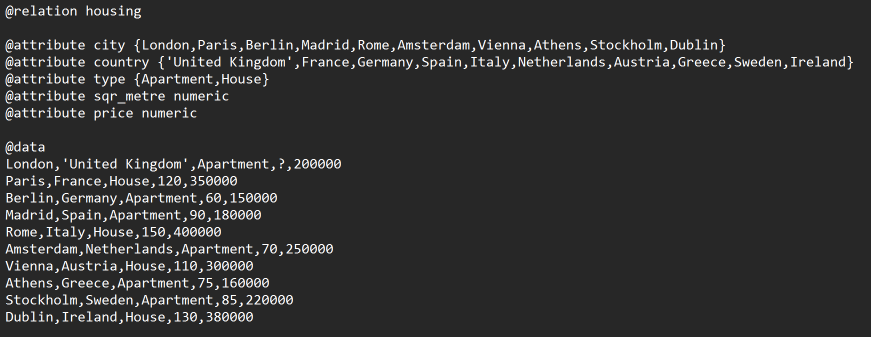 @relation housing
@attribute city {London,Paris,Berlin,Madrid,Rome,Amsterdam,Vienna,Athens,Stockholm,Dublin}
@attribute country {'United Kingdom',France,Germany,Spain,Italy,Netherlands,Austria,Greece,Sweden,Ireland}
@attribute type {Apartment,House}
@attribute sqr_metre numeric
@attribute price numeric
@data
London,'United Kingdom',Apartment,?,200000
Paris,France,House,120,350000
Berlin,Germany,Apartment,60,150000
Madrid,Spain,Apartment,90,180000
Rome,Italy,House,150,400000
Amsterdam,Netherlands,Apartment,70,250000
Vienna,Austria,House,110,300000
Athens,Greece,Apartment,75,160000
Stockholm,Sweden,Apartment,85,220000
Dublin,Ireland,House,130,380000